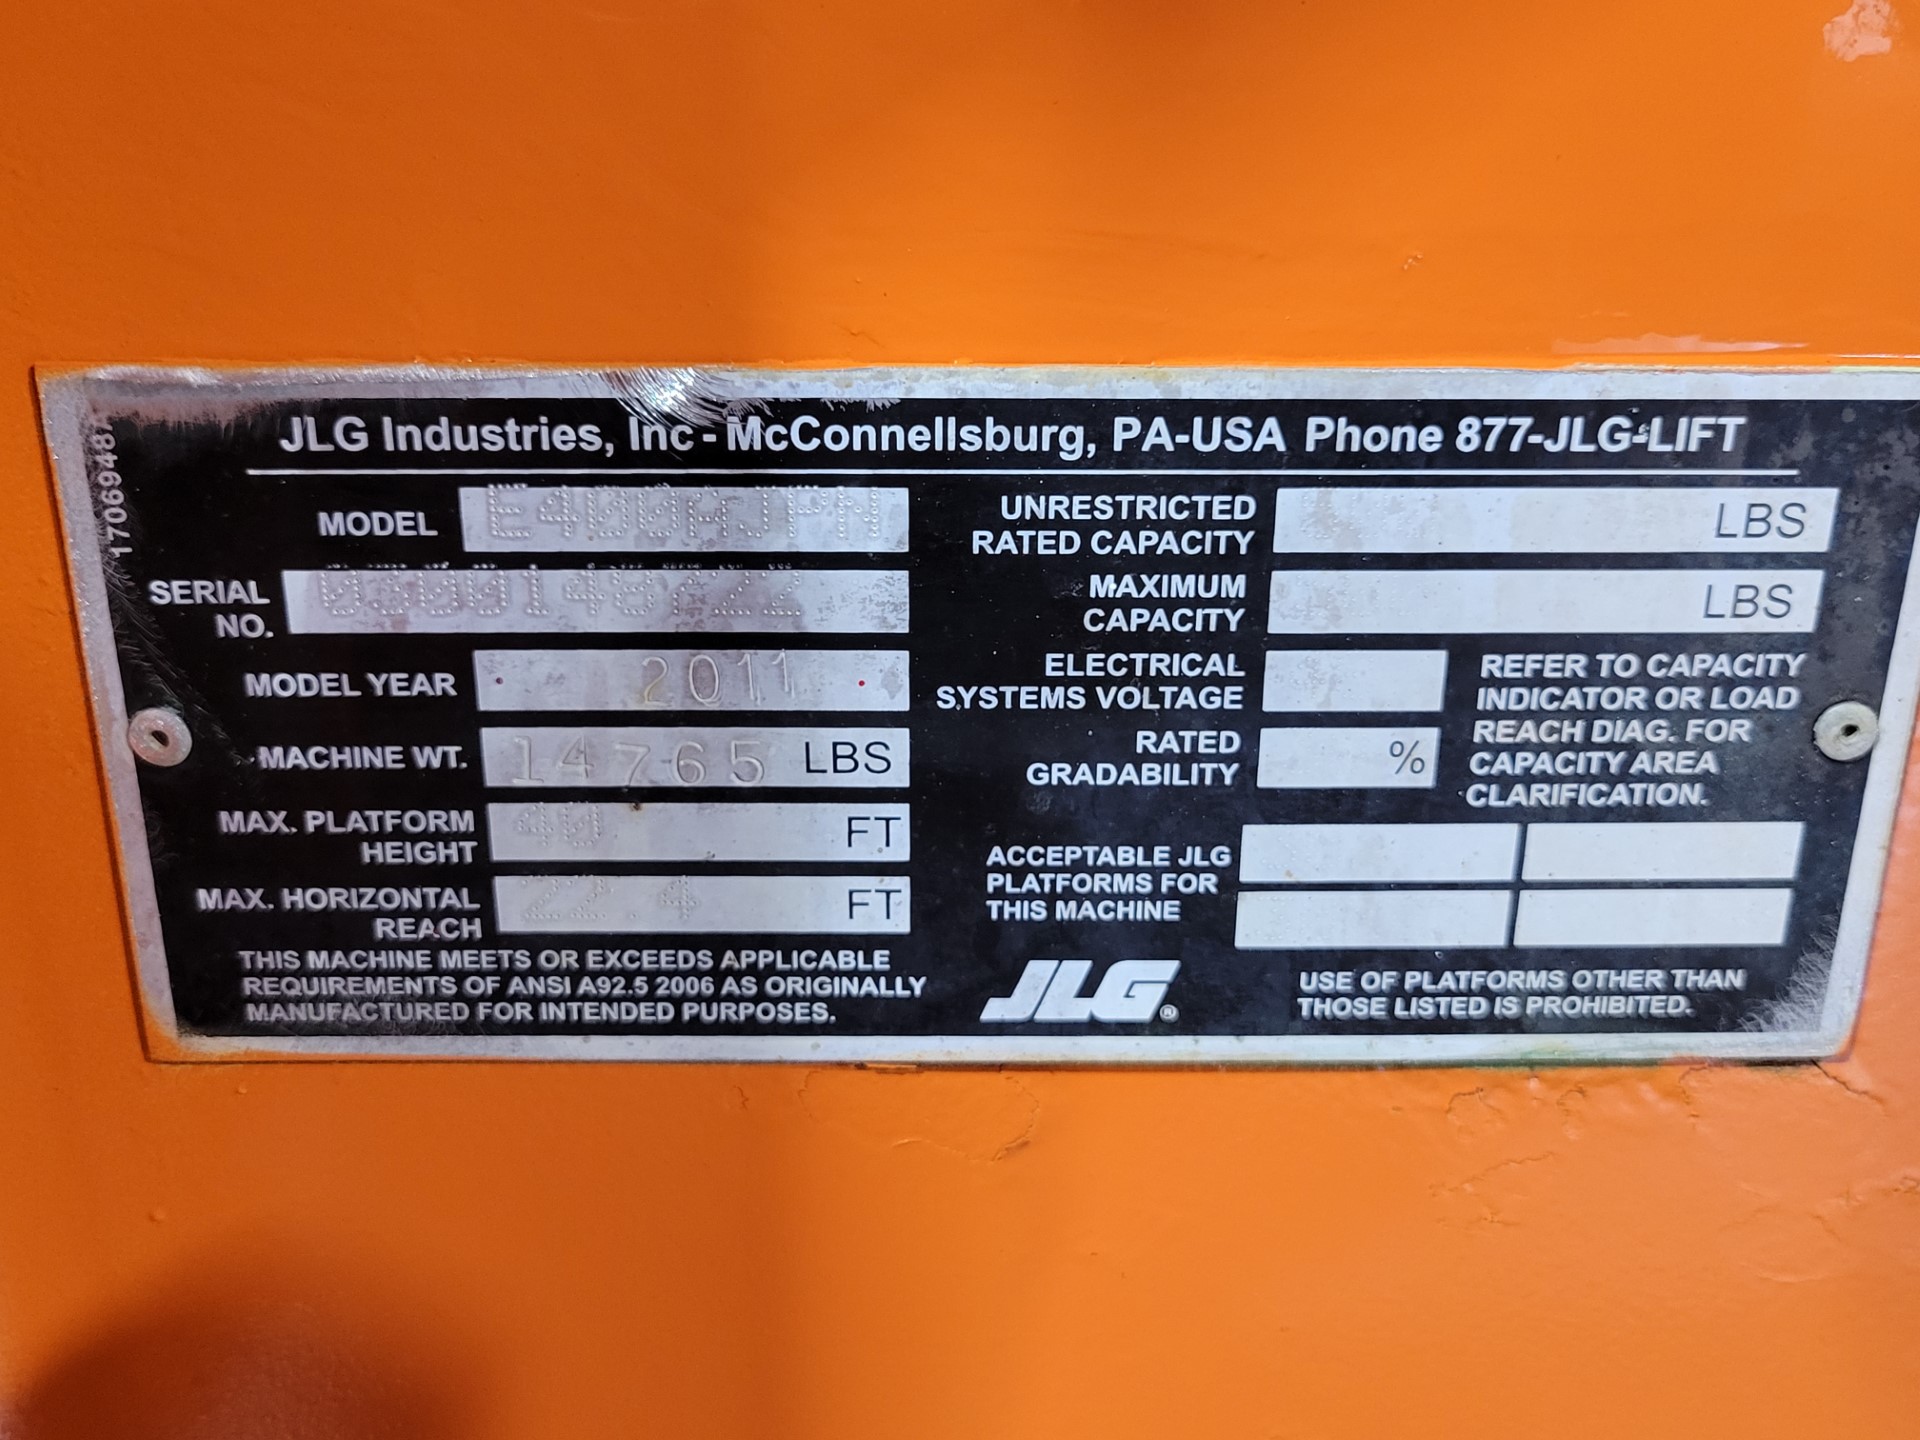 JLG Industries, Inc - McConnellsburg, PA-USA Phone 877-JLG-LIFT
MODEL E400AJPN
SERIAL
NO.
MODEL YEAR 2011
MACHINE WT. 14765 LBS
MAX. PLATFORM
HEIGHT 40 FT
MAX. HORIZONTAL
REACH 22.4 FT
THIS MACHINE MEETS OR EXCEEDS APPLICABLE
REQUIREMENTS OF ANSI A92.5 2006 AS ORIGINALLY
MANUFACTURED FOR INTENDED PURPOSES.
UNRESTRICTED
RATED CAPACITY LBS
MAXIMUM
CAPACITY LBS
ELECTRICAL
SYSTEMS VOLTAGE
RATED
GRADABILITY %
REFER TO CAPACITY
INDICATOR OR LOAD
REACH DIAG. FOR
CAPACITY AREA
CLARIFICATION.
ACCEPTABLE JLG
PLATFORMS FOR
THIS MACHINE
JLG®
USE OF PLATFORMS OTHER THAN
THOSE LISTED IS PROHIBITED.